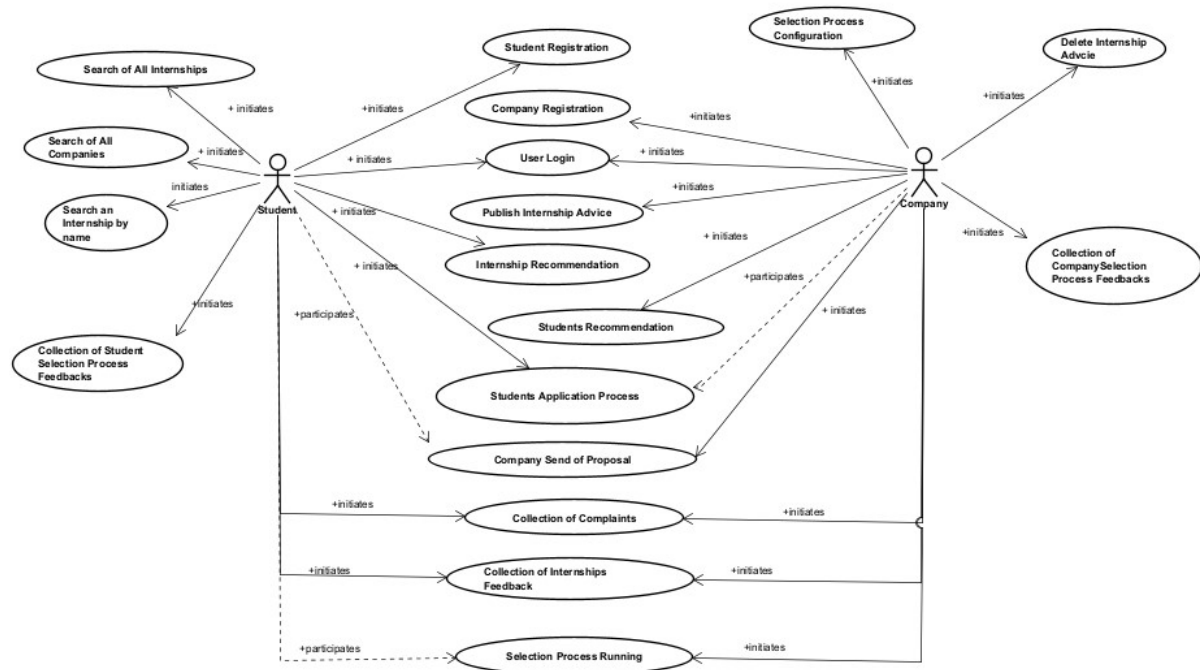 Selection Process
Configuration
Student Registration
Delete Internship
Advcie
Search of All Internships
+ initiates
+initiates
+initiates
+initiates
Company Registration
+initiates
Search of All
Companies
+ initiates
+ initiates
User Login
+ initiates
initiates
+initiates
Student
Company
Search an
Internship by
name
+ initiates
Publish Internship Advice
+ initiates
+initiates
Internship Recommendation
+ initiates
Collection of
CompanySelection
Process Feedbacks
+participates
+initiates
+participates
+ initiates
Students Recommendation
Collection of Student
Selection Process
Feedbacks
Students Application Process
Company Send of Proposal
+initiates
+initiates
Collection of Complaints
+initiates
Collection of Internships
Feedback
+initiates
+participates
Selection Process Running
+initiates